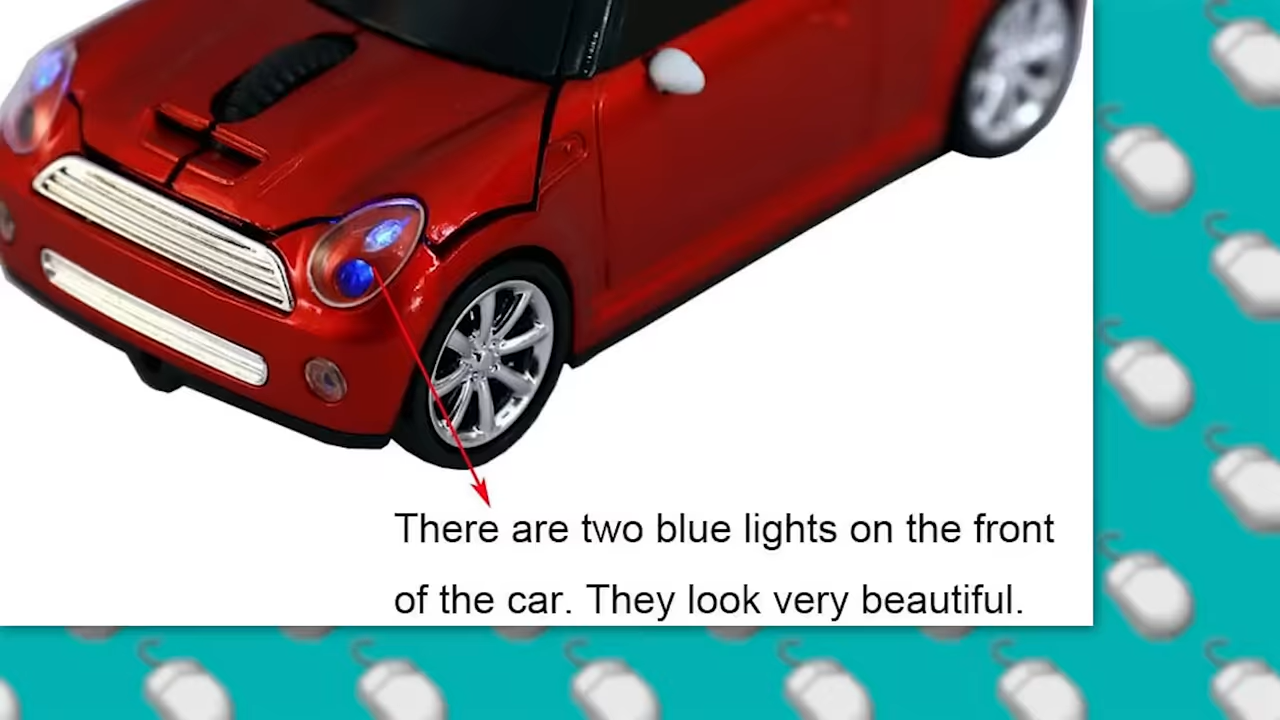 There are two blue lights on the front
of the car. They look very beautiful.